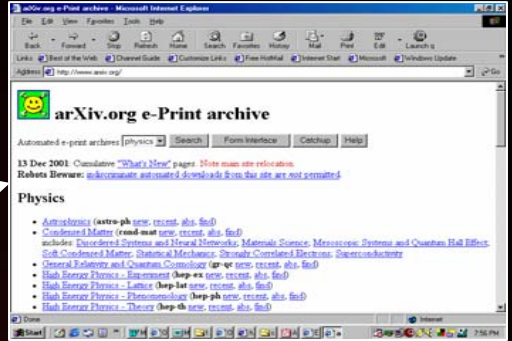 arXiv.org e-Print archive - Microsoft Internet Explorer
File Edit View Favorites Tools Help
Back Forward Stop Refresh Home Search Favorites History Mail Print Edit
Links Best of the Web Channel Guide Customize Links Free HotMail Internet Start Microsoft Windows Update
Address http://www.arxiv.org/ Go
arXiv.org e-Print archive
Automated e-print archives physics Search Form Interface Catchup Help
13 Dec 2001: Cumulative "What's New" pages. Note main site relocation.
Robots Beware: indiscriminate automated downloads from this site are not permitted.
Physics
• Astrophysics (astro-ph new, recent, abs, find)
• Condensed Matter (cond-mat new, recent, abs, find)
includes: Disordered Systems and Neural Networks; Materials Science; Mesoscopic Systems and Quantum Hall Effect;
Soft Condensed Matter; Statistical Mechanics; Strongly Correlated Electrons; Superconductivity
• General Relativity and Quantum Cosmology (gr-qc new, recent, abs, find)
• High Energy Physics - Experiment (hep-ex new, recent, abs, find)
• High Energy Physics - Lattice (hep-lat new, recent, abs, find)
• High Energy Physics - Phenomenology (hep-ph new, recent, abs, find)
• High Energy Physics - Theory (hep-th new, recent, abs, find)
Done Internet
Start 7:56 PM